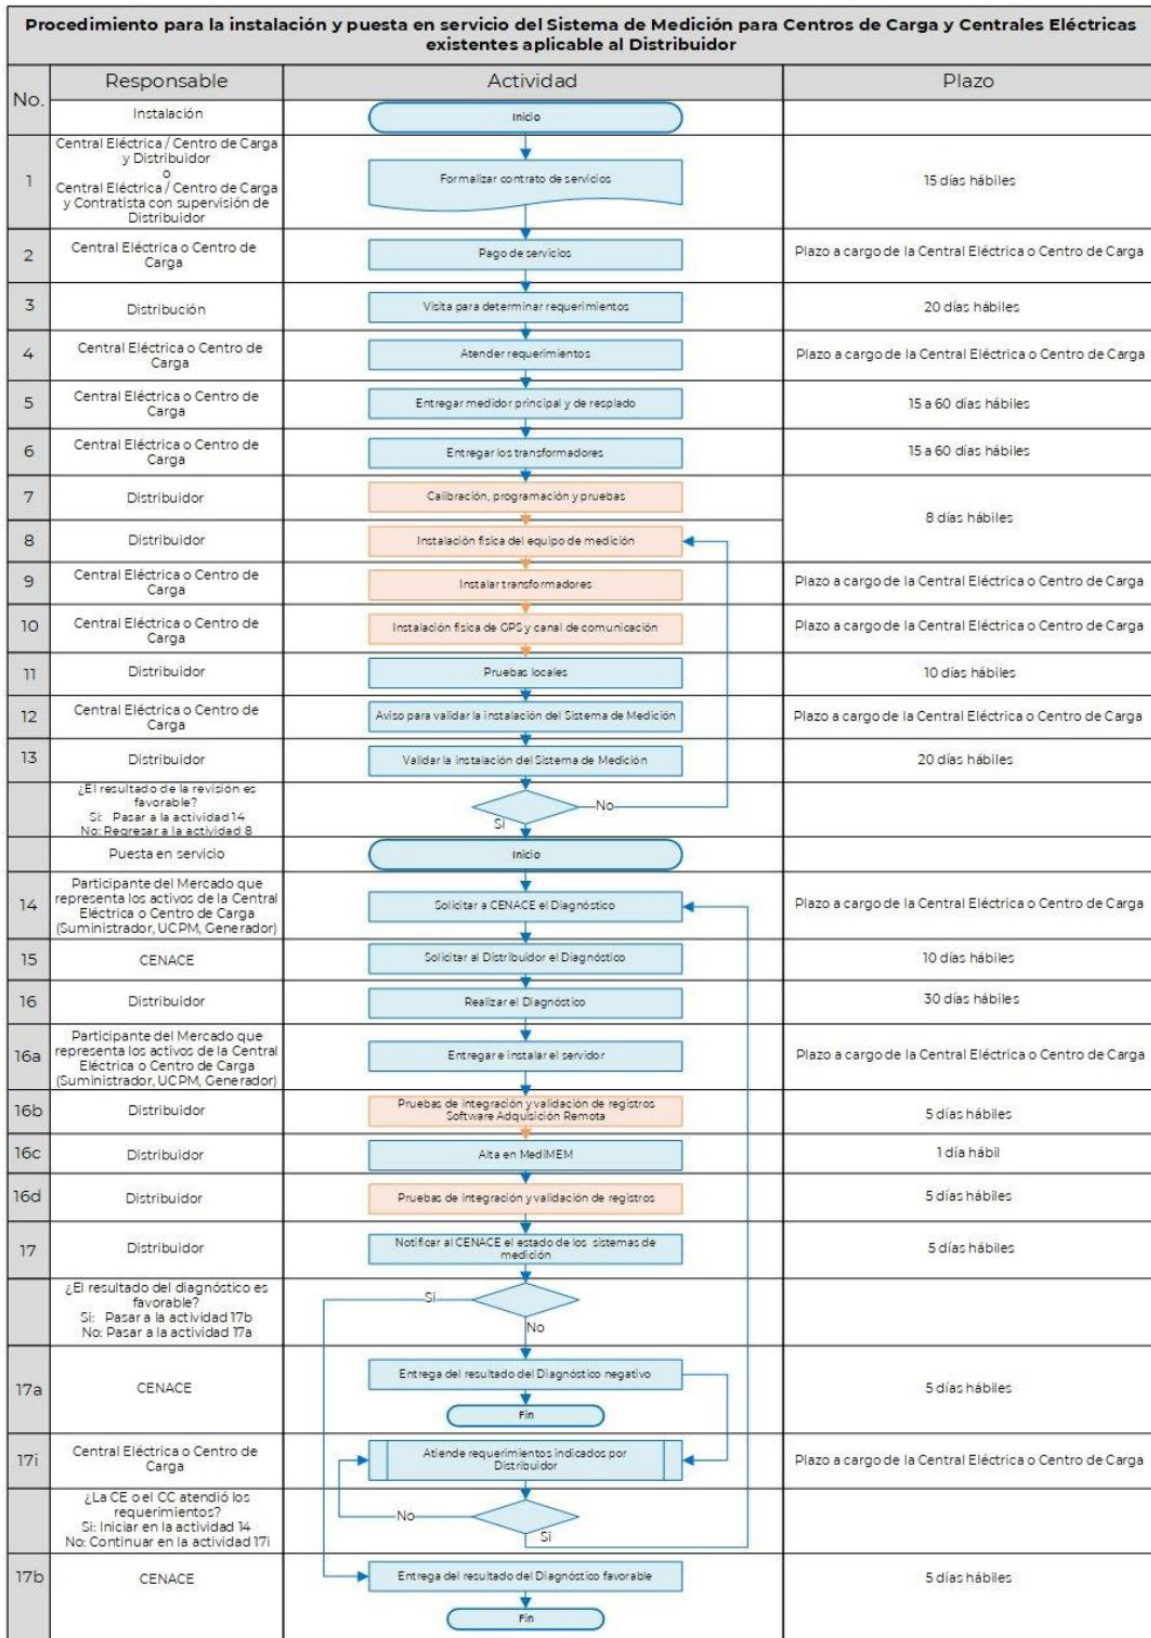 Procedimiento para la instalación y puesta en servicio del Sistema de Medición para Centros de Carga y Centrales Eléctricas
existentes aplicable al Distribuidor
No.
Responsable
Actividad
Plazo
Instalación
Inicio
1
Central Eléctrica / Centro de Carga
y Distribuidor
o
Central Eléctrica / Centro de Carga
y Contratista con supervisión de
Distribuidor
Formalizar contrato de servicios
15 días hábiles
2
Central Eléctrica o Centro de
Carga
Pago de servicios
Plazo a cargo de la Central Eléctrica o Centro de Carga
3
Distribución
Visita para determinar requerimientos
20 días hábiles
4
Central Eléctrica o Centro de
Carga
Atender requerimientos
Plazo a cargo de la Central Eléctrica o Centro de Carga
5
Central Eléctrica o Centro de
Carga
Entregar medidor principal y de resplado
15 a 60 días hábiles
6
Central Eléctrica o Centro de
Carga
Entregar los transformadores
15 a 60 días hábiles
7
Distribuidor
Calibración, programación y pruebas
8 días hábiles
8
Distribuidor
Instalación física del equipo de medición
9
Central Eléctrica o Centro de
Carga
Instalar transformadores
Plazo a cargo de la Central Eléctrica o Centro de Carga
10
Central Eléctrica o Centro de
Carga
Instalación física de GPS y canal de comunicación
Plazo a cargo de la Central Eléctrica o Centro de Carga
11
Distribuidor
Pruebas locales
10 días hábiles
12
Central Eléctrica o Centro de
Carga
Aviso para validar la instalación del Sistema de Medición
Plazo a cargo de la Central Eléctrica o Centro de Carga
13
Distribuidor
Validar la instalación del Sistema de Medición
20 días hábiles
¿El resultado de la revisión es
favorable?
Si: Pasar a la actividad 14
No: Regresar a la actividad 8
No
Si
Puesta en servicio
Inicio
14
Participante del Mercado que
representa los activos de la Central
Eléctrica o Centro de Carga
(Suministrador, UCPM, Generador)
Solicitar a CENACE el Diagnóstico
Plazo a cargo de la Central Eléctrica o Centro de Carga
15
CENACE
Solicitar al Distribuidor el Diagnóstico
10 días hábiles
16
Distribuidor
Realizar el Diagnóstico
30 días hábiles
16a
Participante del Mercado que
representa los activos de la Central
Eléctrica o Centro de Carga
(Suministrador, UCPM, Generador)
Entregar e instalar el servidor
Plazo a cargo de la Central Eléctrica o Centro de Carga
16b
Distribuidor
Pruebas de integración y validación de registros
Software Adquisición Remota
5 días hábiles
16c
Distribuidor
Alta en MediMEM
1 día hábil
16d
Distribuidor
Pruebas de integración y validación de registros
5 días hábiles
17
Distribuidor
Notificar al CENACE el estado de los sistemas de
medición
5 días hábiles
¿El resultado del diagnóstico es
favorable?
Si: Pasar a la actividad 17b
No: Pasar a la actividad 17a
Si
No
17a
CENACE
Entrega del resultado del Diagnóstico negativo
Fin
5 días hábiles
17i
Central Eléctrica o Centro de
Carga
Atiende requerimientos indicados por
Distribuidor
Plazo a cargo de la Central Eléctrica o Centro de Carga
¿La CE o el CC atendió los
requerimientos?
Si: Iniciar en la actividad 14
No: Continuar en la actividad 17i
No
Si
17b
CENACE
Entrega del resultado del Diagnóstico favorable
Fin
5 días hábiles